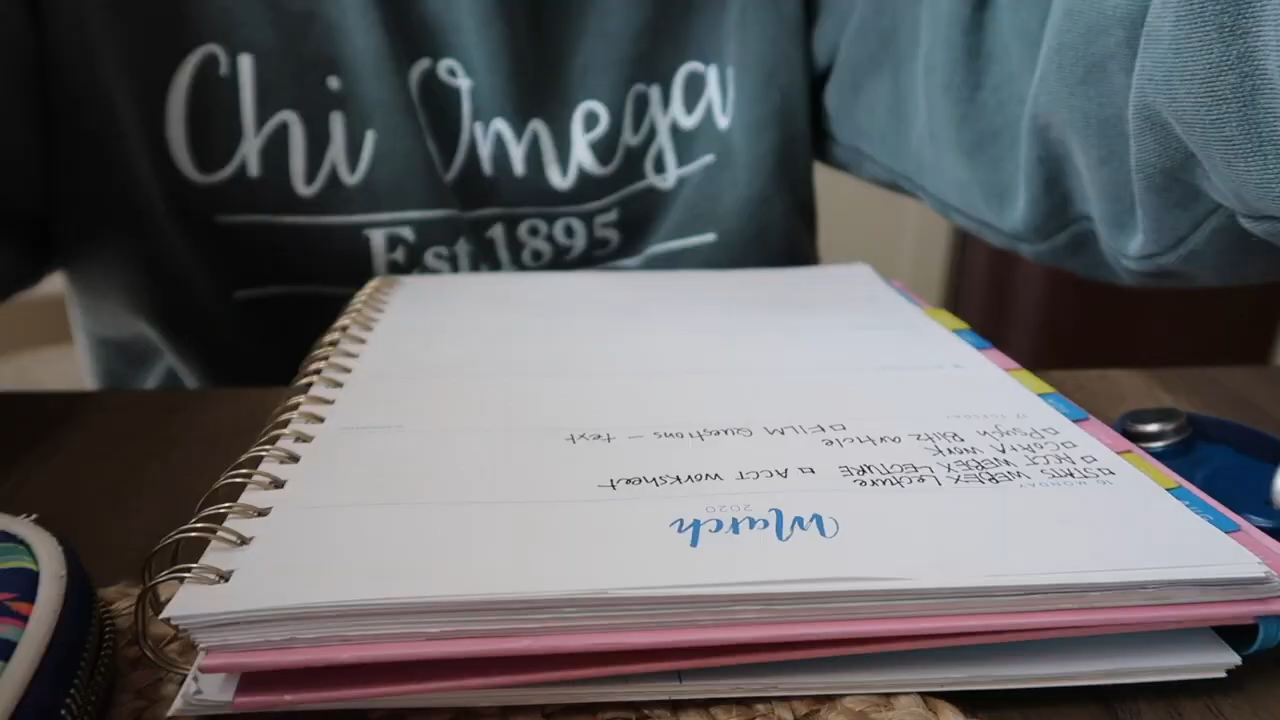 Chi Omega
Est.1895
March
2020
16 MONDAY
☐ STATS WEBEX Lecture
☐ ACCT WEBEX LECTURE ☐ ACCT worksheet
☐ COAFA WORK
☐ Psych Blitz article
☐ FILM Questions - text
17 TUESDAY